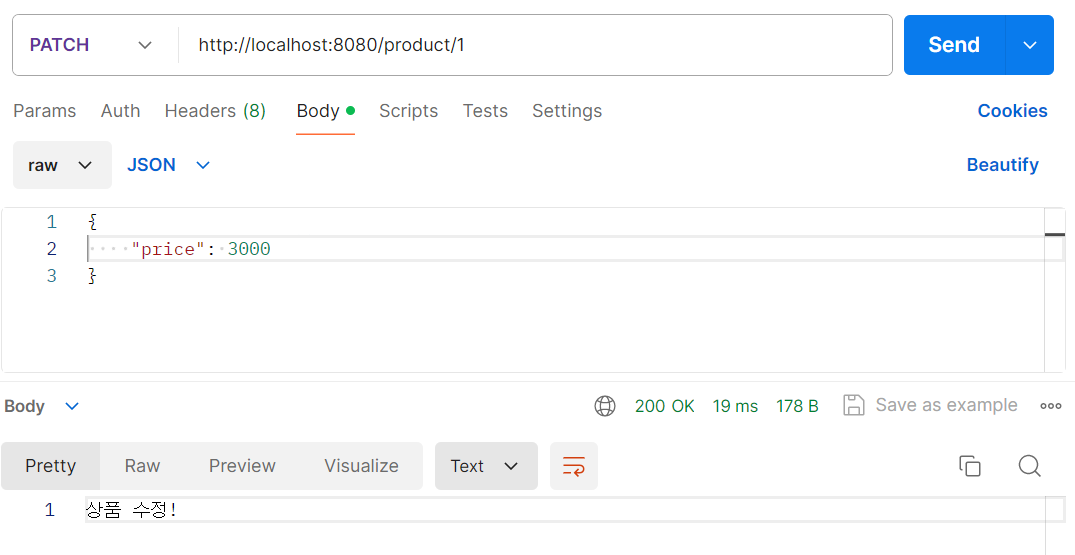 PATCH http://localhost:8080/product/1 Send
Params Auth Headers (8) Body Scripts Tests Settings Cookies
raw JSON Beautify
1 {
2 "price": 3000
3 }
Body 200 OK 19 ms 178 B Save as example
Pretty Raw Preview Visualize Text
1 상품 수정!